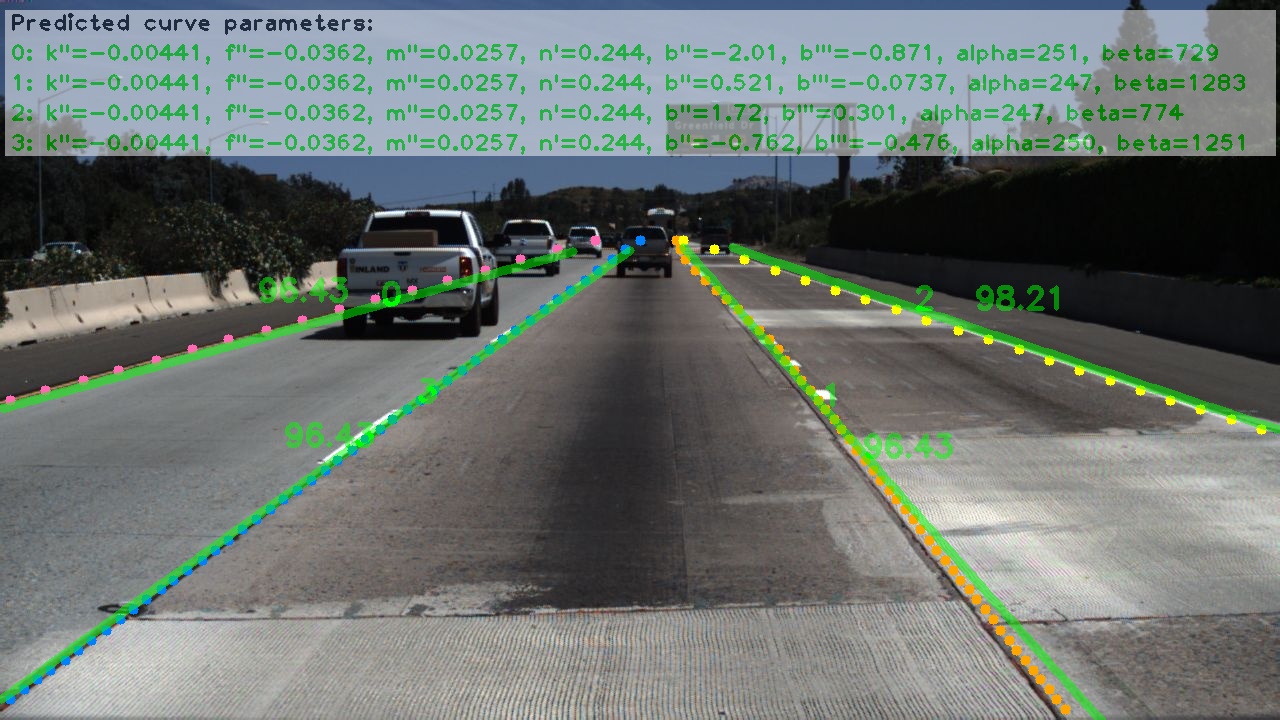 Predicted curve parameters:
0: k''=-0.00441, f''=-0.0362, m''=0.0257, n'=0.244, b''=-2.01, b'''=-0.871, alpha=251, beta=729
1: k''=-0.00441, f''=-0.0362, m''=0.0257, n'=0.244, b''=0.521, b'''=-0.0737, alpha=247, beta=1283
2: k''=-0.00441, f''=-0.0362, m''=0.0257, n'=0.244, b''=1.72, b'''=0.301, alpha=247, beta=774
3: k''=-0.00441, f''=-0.0362, m''=0.0257, n'=0.244, b''=-0.762, b'''=-0.476, alpha=250, beta=1251
Greenfield Dr
INLAND
96.43 0
2 98.21
3
1
96.43
96.43